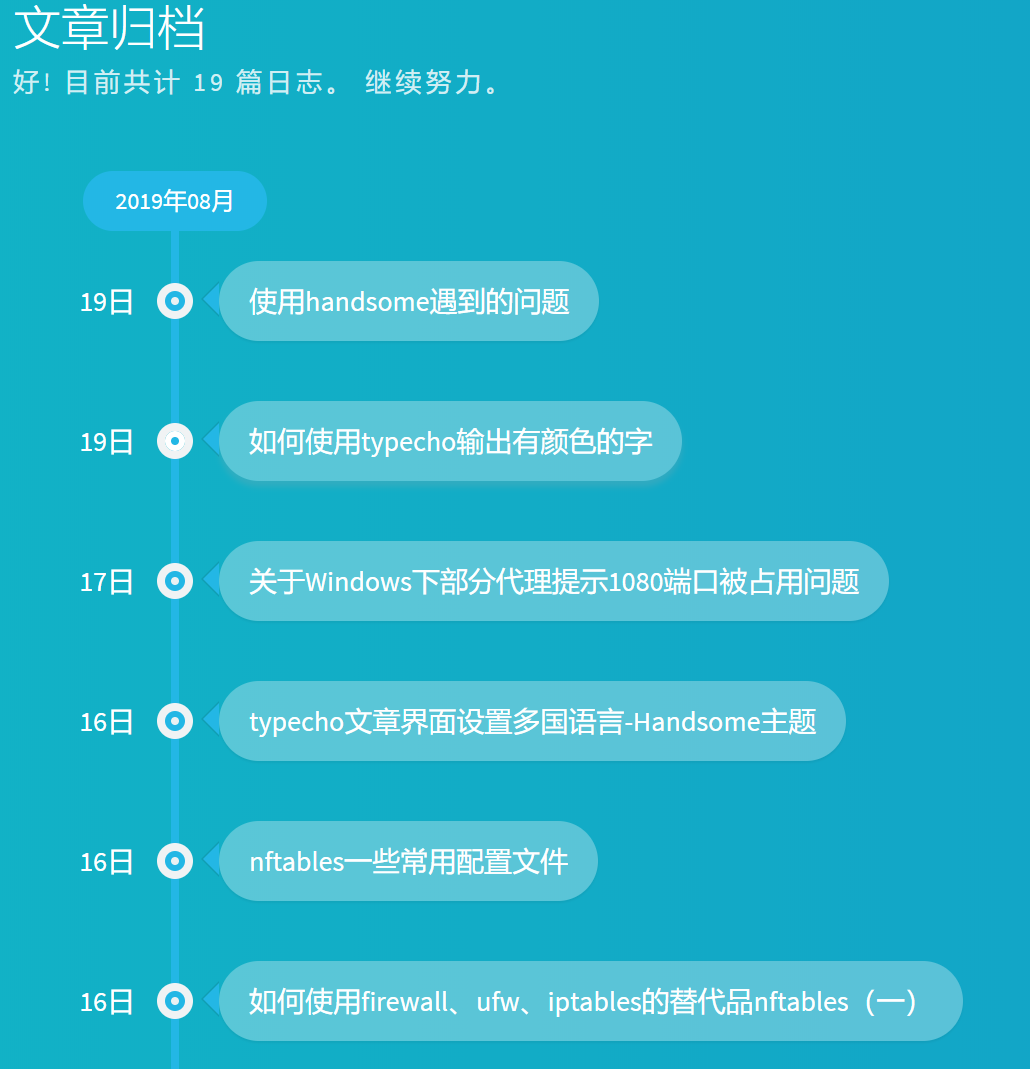 文章归档
好! 目前共计 19 篇日志。 继续努力。
2019年08月
19日 使用handsome遇到的问题
19日 如何使用typecho输出有颜色的字
17日 关于Windows下部分代理提示1080端口被占用问题
16日 typecho文章界面设置多国语言-Handsome主题
16日 nftables一些常用配置文件
16日 如何使用firewall、ufw、iptables的替代品nftables（一）